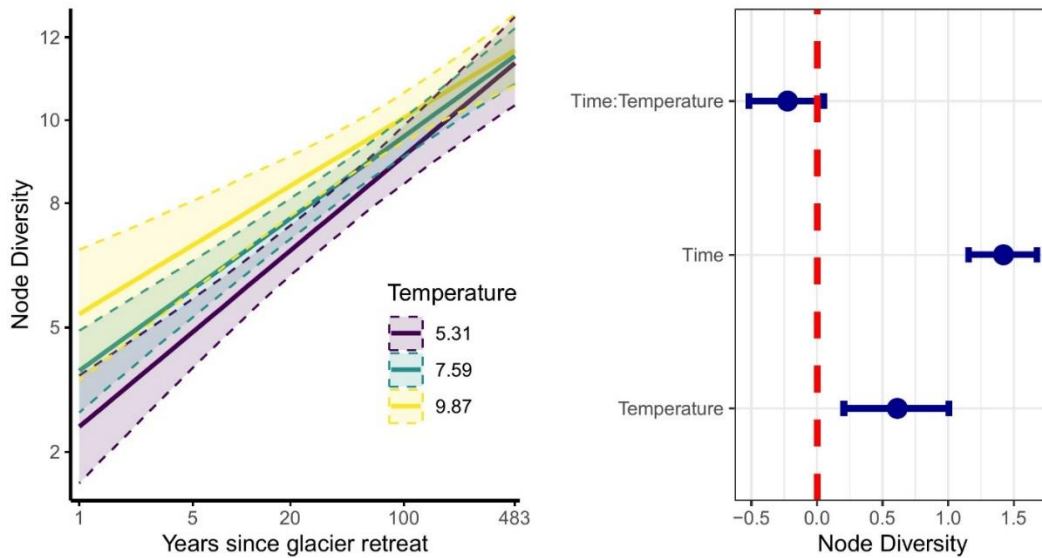 Node Diversity
12
10
8
5
2
1
5
20
100
483
Years since glacier retreat
Temperature
5.31
7.59
9.87
Time:Temperature
Time
Temperature
−0.5
0.0
0.5
1.0
1.5
Node Diversity